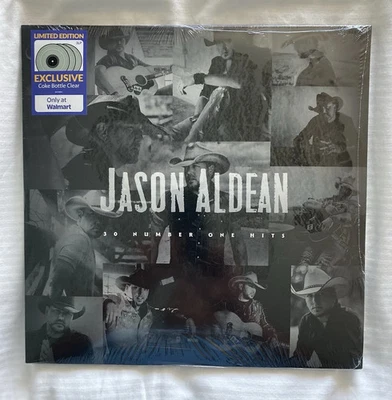 LIMITED EDITION
EXCLUSIVE
Coke Bottle Clear
Only at
Walmart
JASON ALDEAN
30 NUMBER ONE HITS